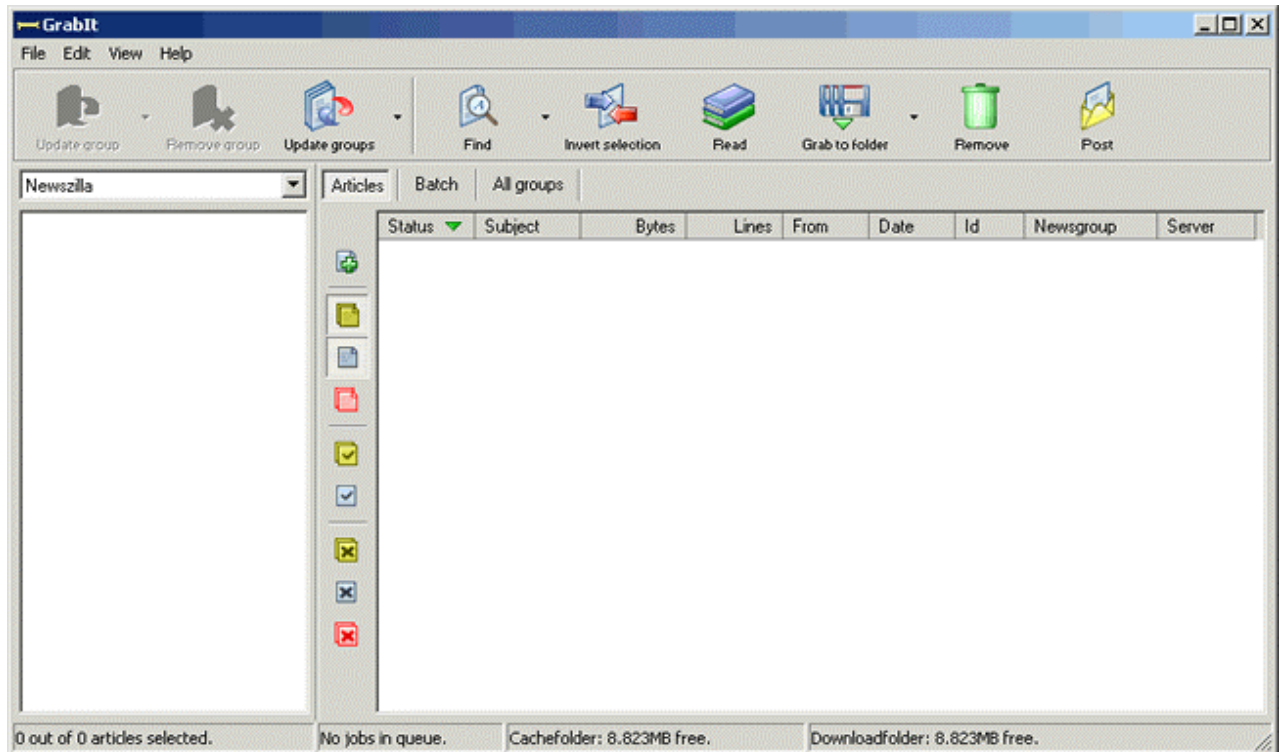 GrabIt
File Edit View Help
Update group Remove group Update groups Find Invert selection Read Grab to folder Remove Post
Newszilla Articles Batch All groups
Status Subject Bytes Lines From Date Id Newsgroup Server
0 out of 0 articles selected. No jobs in queue. Cachefolder: 8.823MB free. Downloadfolder: 8.823MB free.